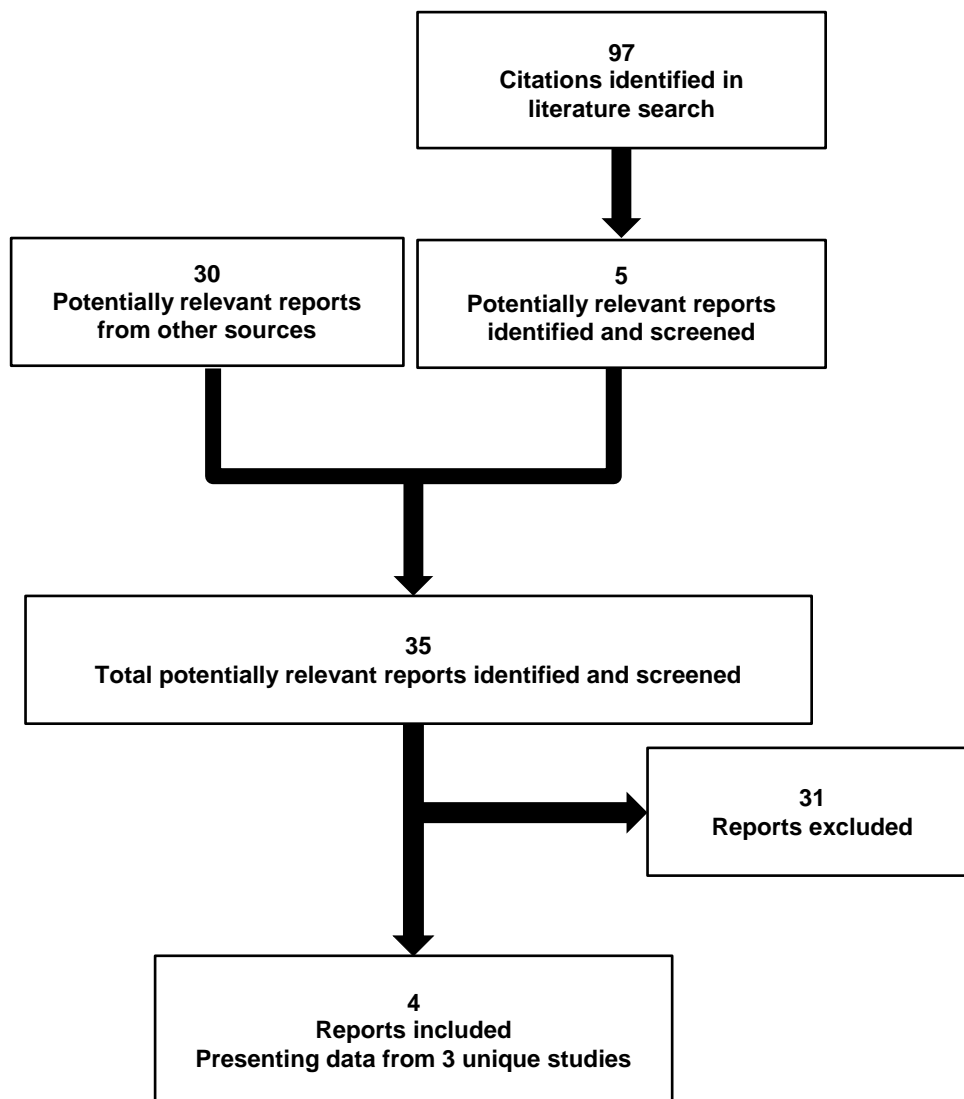 97
Citations identified in
literature search
30
Potentially relevant reports
from other sources
5
Potentially relevant reports
identified and screened
35
Total potentially relevant reports identified and screened
31
Reports excluded
4
Reports included
Presenting data from 3 unique studies